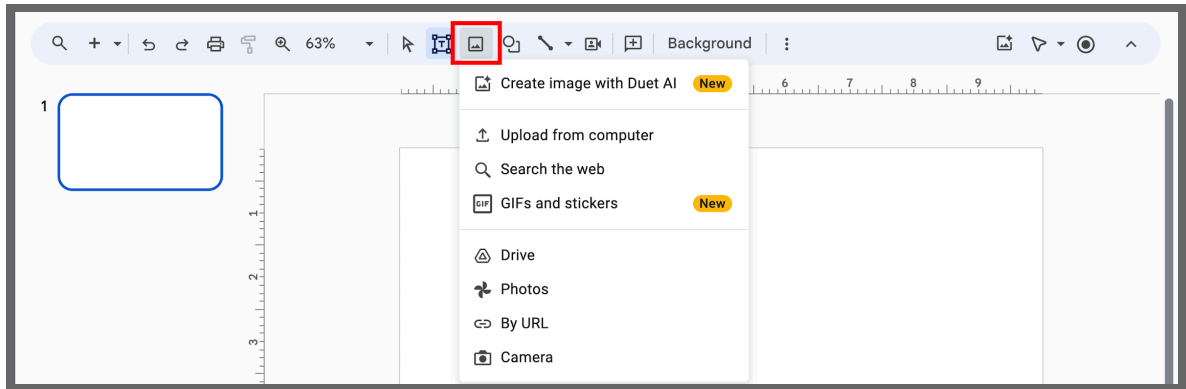 63%
Background
1
6 7 8 9
Create image with Duet AI New
Upload from computer
Search the web
GIF GIFs and stickers New
Drive
Photos
By URL
Camera
1
2
3